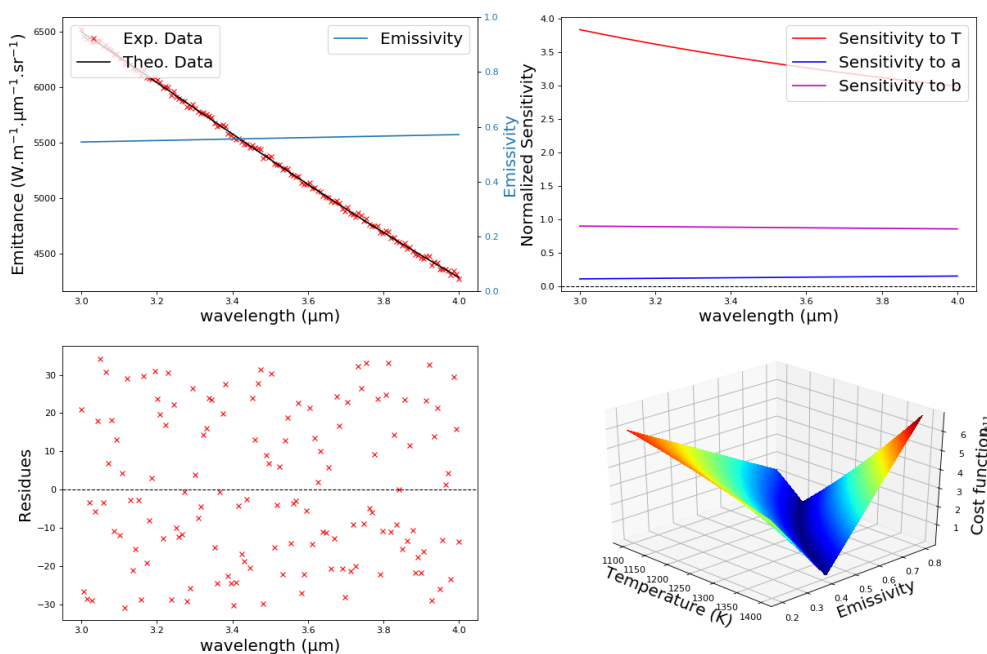 Exp. Data
Theo. Data
Emissivity
6500
6000
5500
5000
4500
Emittance (W.m⁻¹.μm⁻¹.sr⁻¹)
1.0
0.8
0.6
0.4
0.2
0.0
Emissivity
3.0 3.2 3.4 3.6 3.8 4.0
wavelength (μm)
Sensitivity to T
Sensitivity to a
Sensitivity to b
4.0
3.5
3.0
2.5
2.0
1.5
1.0
0.5
0.0
Normalized Sensitivity
3.0 3.2 3.4 3.6 3.8 4.0
wavelength (μm)
30
20
10
0
−10
−20
−30
Residues
3.0 3.2 3.4 3.6 3.8 4.0
wavelength (μm)
1100
1150
1200
1250
1300
1350
1400
Temperature (K)
0.2 0.3 0.4 0.5 0.6 0.7 0.8
Emissivity
6
5
4
3
2
1
Cost function